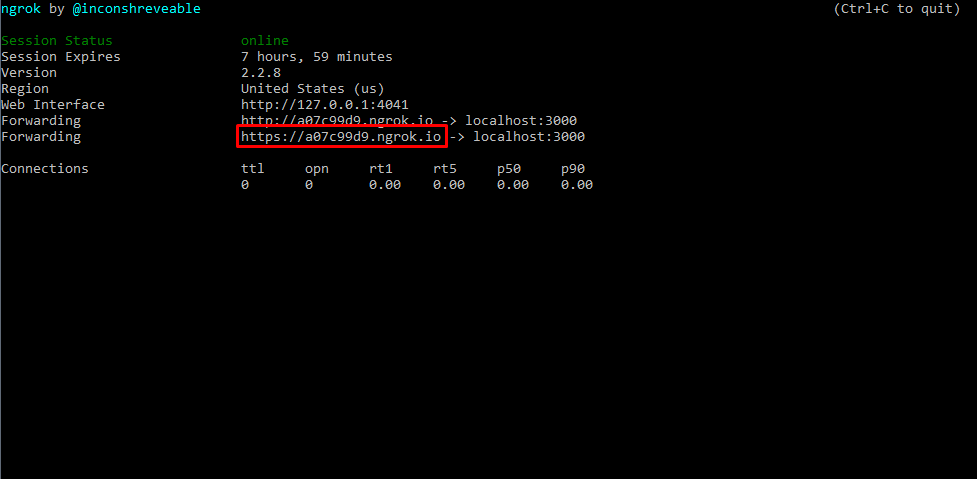 ngrok by @inconshreveable (Ctrl+C to quit)
Session Status online
Session Expires 7 hours, 59 minutes
Version 2.2.8
Region United States (us)
Web Interface http://127.0.0.1:4041
Forwarding http://a07c99d9.ngrok.io -> localhost:3000
Forwarding https://a07c99d9.ngrok.io -> localhost:3000
Connections ttl opn rt1 rt5 p50 p90
0 0 0.00 0.00 0.00 0.00